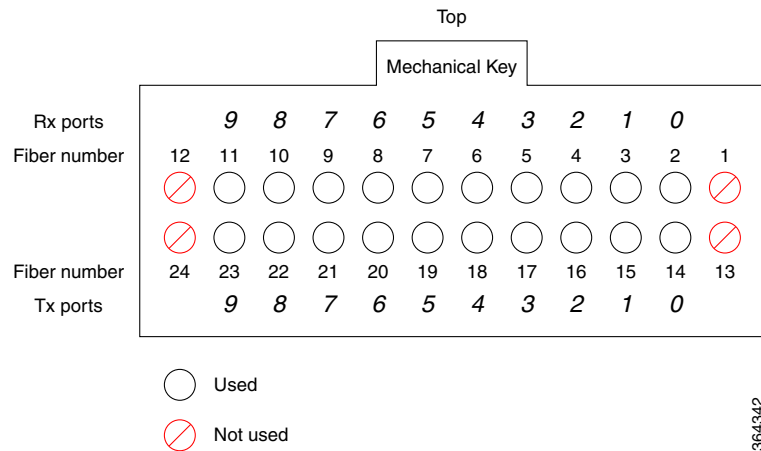 Top
Mechanical Key
Rx ports 9 8 7 6 5 4 3 2 1 0
Fiber number 12 11 10 9 8 7 6 5 4 3 2 1
Fiber number 24 23 22 21 20 19 18 17 16 15 14 13
Tx ports 9 8 7 6 5 4 3 2 1 0
Used
Not used
364342